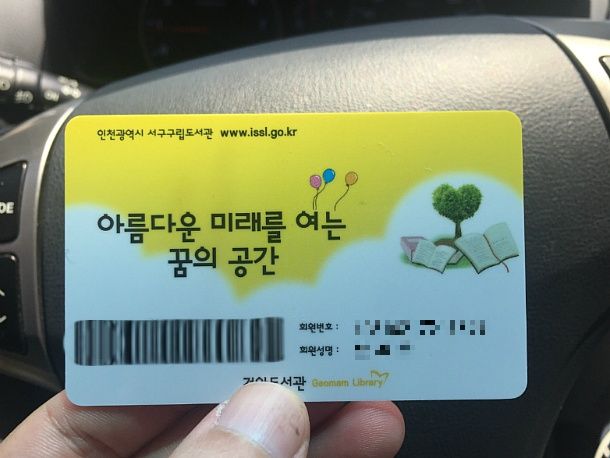 인천광역시 서구구립도서관 www.issl.go.kr
아름다운 미래를 여는
꿈의 공간
회원번호 :
회원성명 :
Geomam Library